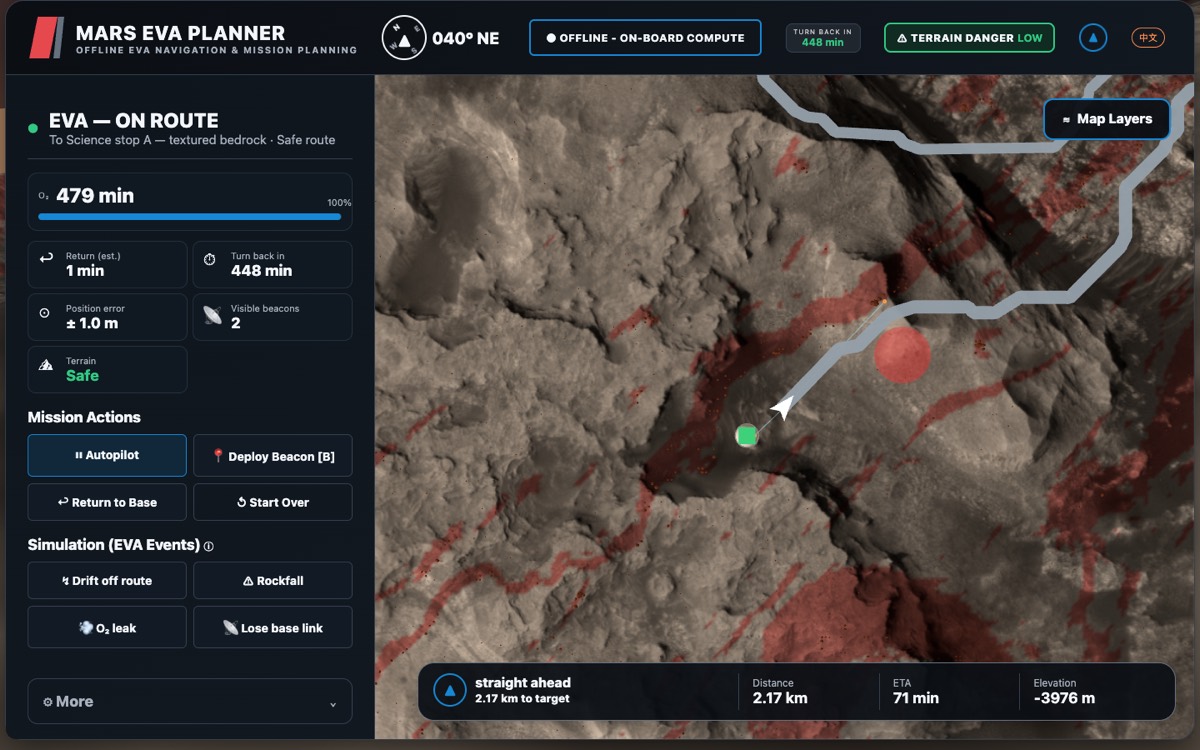 MARS EVA PLANNER
OFFLINE EVA NAVIGATION & MISSION PLANNING
N
E
S
W
040° NE
OFFLINE - ON-BOARD COMPUTE
TURN BACK IN
448 min
TERRAIN DANGER LOW
中文
EVA — ON ROUTE
To Science stop A — textured bedrock · Safe route
O₂ 479 min
100%
Return (est.)
1 min
Turn back in
448 min
Position error
± 1.0 m
Visible beacons
2
Terrain
Safe
Mission Actions
Autopilot
Deploy Beacon [B]
Return to Base
Start Over
Simulation (EVA Events)
Drift off route
Rockfall
O₂ leak
Lose base link
More
Map Layers
straight ahead
2.17 km to target
Distance
2.17 km
ETA
71 min
Elevation
-3976 m